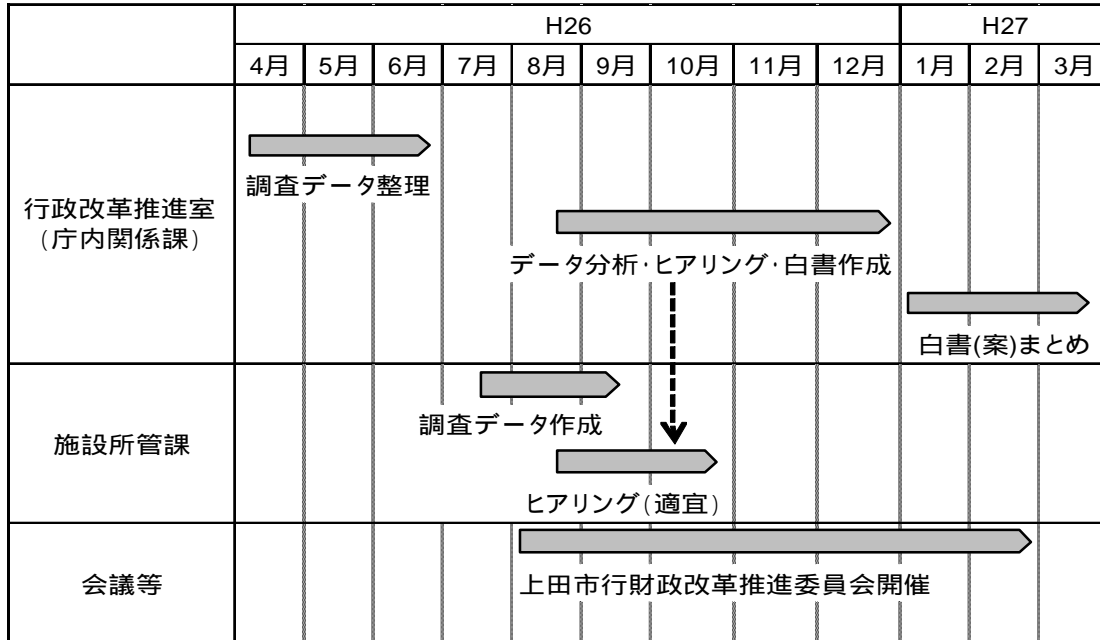 H26
H27
4月 5月 6月 7月 8月 9月 10月 11月 12月 1月 2月 3月
行政改革推進室
(庁内関係課)
調査データ整理
データ分析・ヒアリング・白書作成
白書(案)まとめ
施設所管課
調査データ作成
ヒアリング(適宜)
会議等
上田市行財政改革推進委員会開催